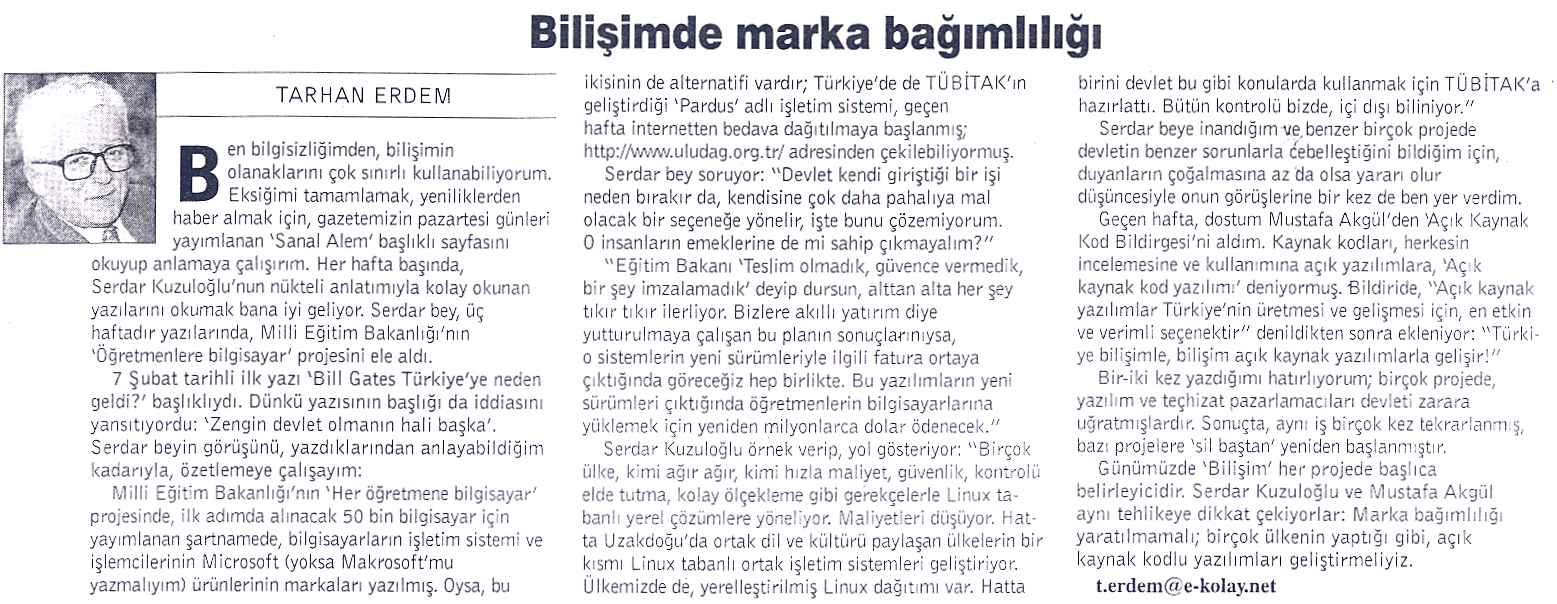 Bilişimde marka bağımlılığı
TARHAN ERDEM
Ben bilgisizliğimden, bilişimin
olanaklarını çok sınırlı kullanabiliyorum.
Eksiğimi tamamlamak, yeniliklerden
haber almak için, gazetemizin pazartesi günleri
yayımlanan ‘Sanal Alem’ başlıklı sayfasını
okuyup anlamaya çalışırım. Her hafta başında,
Serdar Kuzuloğlu’nun nükteli anlatımıyla kolay okunan
yazılarını okumak bana iyi geliyor. Serdar bey, üç
haftadır yazılarında, Milli Eğitim Bakanlığı’nın
‘Öğretmenlere bilgisayar’ projesini ele aldı.
7 Şubat tarihli ilk yazı ‘Bill Gates Türkiye’ye neden
geldi?’ başlıklıydı. Dünkü yazısının başlığı da iddiasını
yansıtıyordu: ‘Zengin devlet olmanın hali başka’.
Serdar beyin görüşünü, yazdıklarından anlayabildiğim
kadarıyla, özetlemeye çalışayım:
Milli Eğitim Bakanlığı’nın ‘Her öğretmene bilgisayar’
projesinde, ilk adımda alınacak 50 bin bilgisayar için
yayımlanan şartnamede, bilgisayarların işletim sistemi ve
işlemcilerinin Microsoft (yoksa Makrosoft’mu
yazmalıyım) ürünlerinin markaları yazılmış. Oysa, bu
ikisinin de alternatifi vardır; Türkiye’de de TÜBİTAK’ın
geliştirdiği ‘Pardus’ adlı işletim sistemi, geçen
hafta internetten bedava dağıtılmaya başlanmış;
http://www.uludag.org.tr/ adresinden çekilebiliyormuş.
Serdar bey soruyor: “Devlet kendi giriştiği bir işi
neden bırakır da, kendisine çok daha pahalıya mal
olacak bir seçeneğe yönelir, işte bunu çözemiyorum.
O insanların emeklerine de mi sahip çıkmayalım?”
“Eğitim Bakanı ‘Teslim olmadık, güvence vermedik,
bir şey imzalamadık’ deyip dursun, alttan alta her şey
tıkır tıkır ilerliyor. Bizlere akıllı yatırım diye
yutturulmaya çalışan bu planın sonuçlarınıysa,
o sistemlerin yeni sürümleriyle ilgili fatura ortaya
çıktığında göreceğiz hep birlikte. Bu yazılımların yeni
sürümleri çıktığında öğretmenlerin bilgisayarlarına
yüklemek için yeniden milyonlarca dolar ödenecek.”
Serdar Kuzuloğlu örnek verip, yol gösteriyor: “Birçok
ülke, kimi ağır ağır, kimi hızla maliyet, güvenlik, kontrolü
elde tutma, kolay ölçekleme gibi gerekçelerle Linux ta-
banlı yerel çözümlere yöneliyor. Maliyetleri düşüyor. Hat-
ta Uzakdoğu’da ortak dil ve kültürü paylaşan ülkelerin bir
kısmı Linux tabanlı ortak işletim sistemleri geliştiriyor.
Ülkemizde de, yerelleştirilmiş Linux dağıtımı var. Hatta
birini devlet bu gibi konularda kullanmak için TÜBİTAK’a
hazırlattı. Bütün kontrolü bizde, içi dışı biliniyor.”
Serdar beye inandığım ve benzer birçok projede
devletin benzer sorunlarla cebelleştiğini bildiğim için,
duyanların çoğalmasına az da olsa yararı olur
düşüncesiyle onun görüşlerine bir kez de ben yer verdim.
Geçen hafta, dostum Mustafa Akgül’den ‘Açık Kaynak
Kod Bildirgesi’ni aldım. Kaynak kodları, herkesin
incelemesine ve kullanımına açık yazılımlara, ‘Açık
kaynak kod yazılımı’ deniyormuş. Bildiride, “Açık kaynak
yazılımlar Türkiye’nin üretmesi ve gelişmesi için, en etkin
ve verimli seçenektir” denildikten sonra ekleniyor: “Türki-
ye bilişimle, bilişim açık kaynak yazılımlarla gelişir!”
Bir-iki kez yazdığımı hatırlıyorum; birçok projede,
yazılım ve teçhizat pazarlamacıları devleti zarara
uğratmışlardır. Sonuçta, aynı iş birçok kez tekrarlanmış,
bazı projelere ‘sil baştan’ yeniden başlanmıştır.
Günümüzde ‘Bilişim’ her projede başlıca
belirleyicidir. Serdar Kuzuloğlu ve Mustafa Akgül
aynı tehlikeye dikkat çekiyorlar: Marka bağımlılığı
yaratılmamalı; birçok ülkenin yaptığı gibi, açık
kaynak kodlu yazılımları geliştirmeliyiz.
t.erdem@e-kolay.net